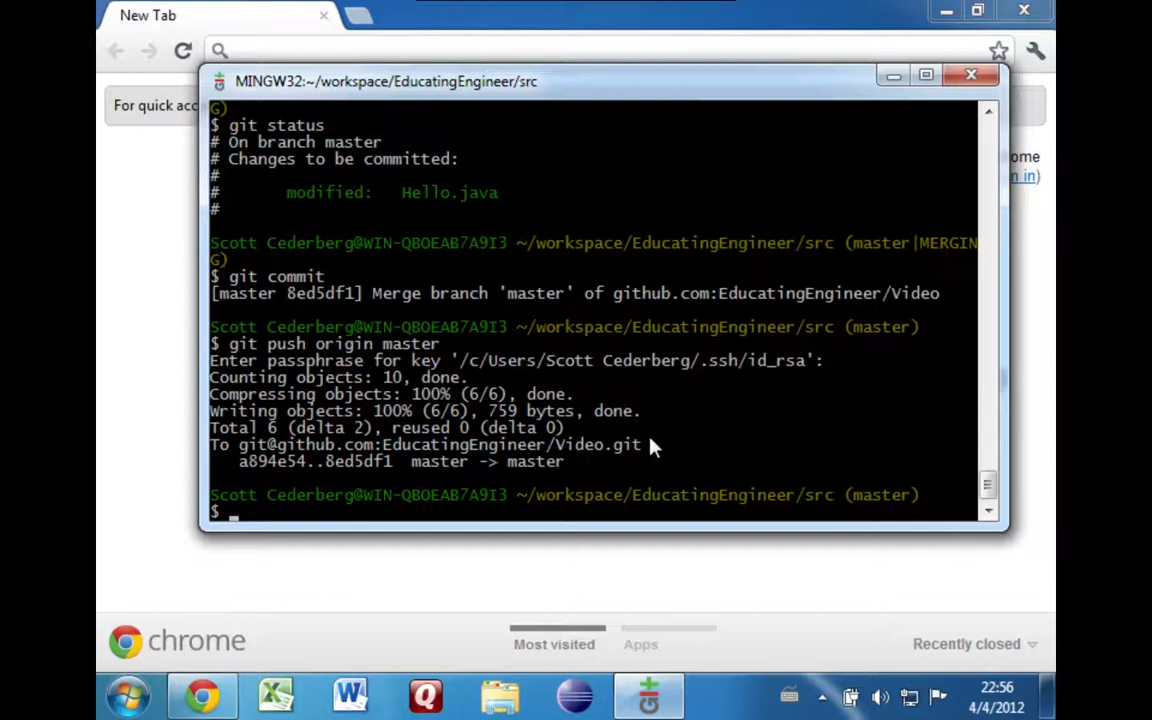 New Tab
MINGW32:~/workspace/EducatingEngineer/src
For quick acc
ome
n in)
G)
$ git status
# On branch master
# Changes to be committed:
#
#       modified:   Hello.java
#
Scott Cederberg@WIN-QBOEAB7A9I3 ~/workspace/EducatingEngineer/src (master|MERGIN
G)
$ git commit
[master 8ed5df1] Merge branch 'master' of github.com:EducatingEngineer/Video
Scott Cederberg@WIN-QBOEAB7A9I3 ~/workspace/EducatingEngineer/src (master)
$ git push origin master
Enter passphrase for key '/c/Users/Scott Cederberg/.ssh/id_rsa':
Counting objects: 10, done.
Compressing objects: 100% (6/6), done.
Writing objects: 100% (6/6), 759 bytes, done.
Total 6 (delta 2), reused 0 (delta 0)
To git@github.com:EducatingEngineer/Video.git
   a894e54..8ed5df1  master -> master
Scott Cederberg@WIN-QBOEAB7A9I3 ~/workspace/EducatingEngineer/src (master)
$
chrome
Most visited
Apps
Recently closed
git
22:56
4/4/2012